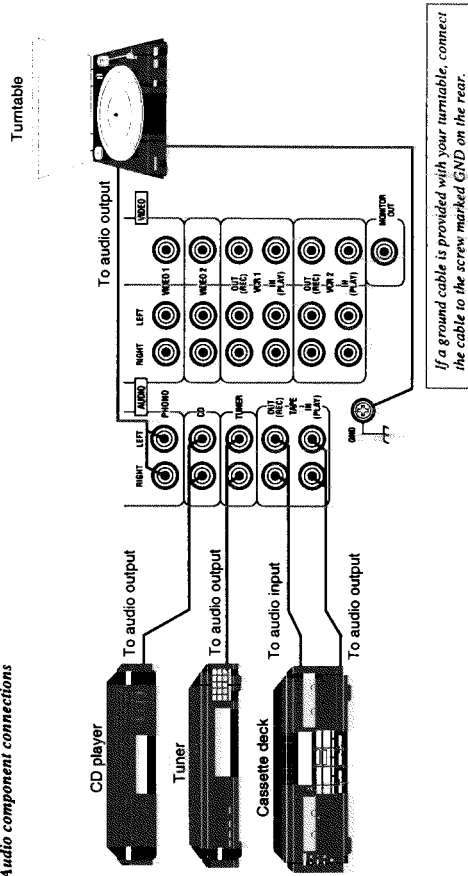 Audio component connections
Turntable
To audio output
CD player
To audio output
Tuner
To audio output
Cassette deck
To audio input
To audio output
AUDIO
VIDEO
RIGHT
LEFT
PHONO
CD
TUNER
OUT
(REC)
TAPE
IN
(PLAY)
RIGHT
LEFT
VIDEO 1
VIDEO 2
OUT
(REC)
VCR 1
IN
(PLAY)
OUT
(REC)
VCR 2
IN
(PLAY)
MONITOR
OUT
GND
If a ground cable is provided with your turntable, connect
the cable to the screw marked GND on the rear.